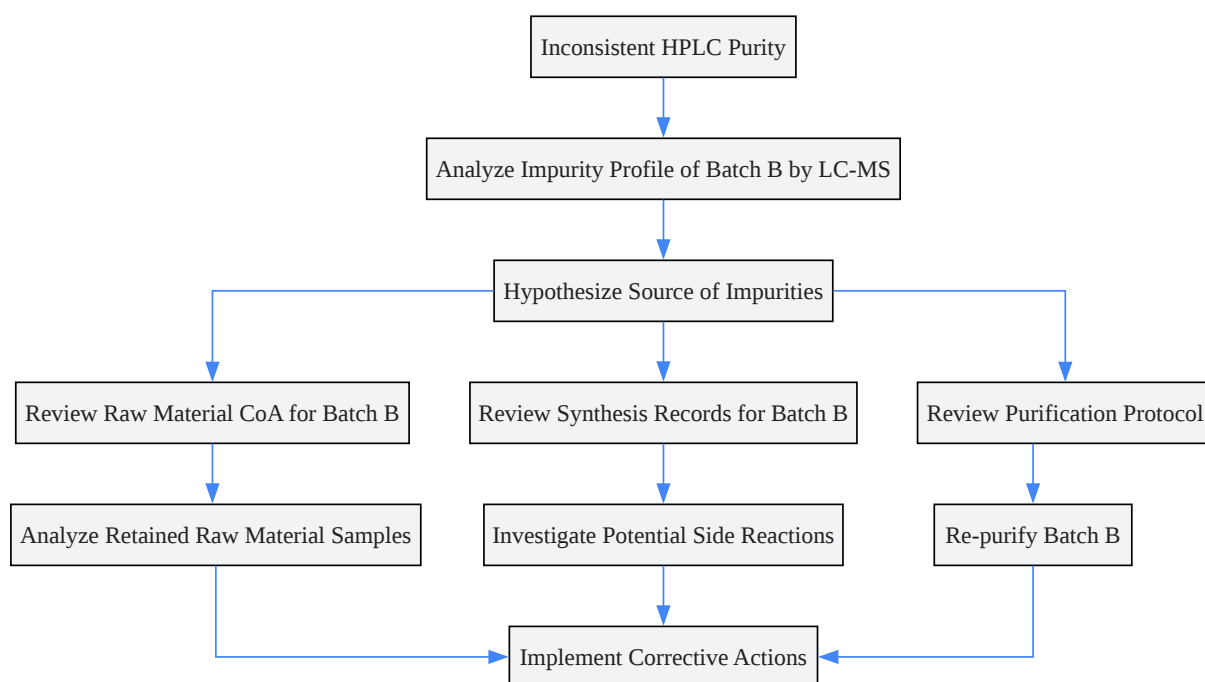 Inconsistent HPLC Purity
Analyze Impurity Profile of Batch B by LC-MS
Hypothesize Source of Impurities
Review Raw Material CoA for Batch B
Review Synthesis Records for Batch B
Review Purification Protocol
Analyze Retained Raw Material Samples
Investigate Potential Side Reactions
Re-purify Batch B
Implement Corrective Actions